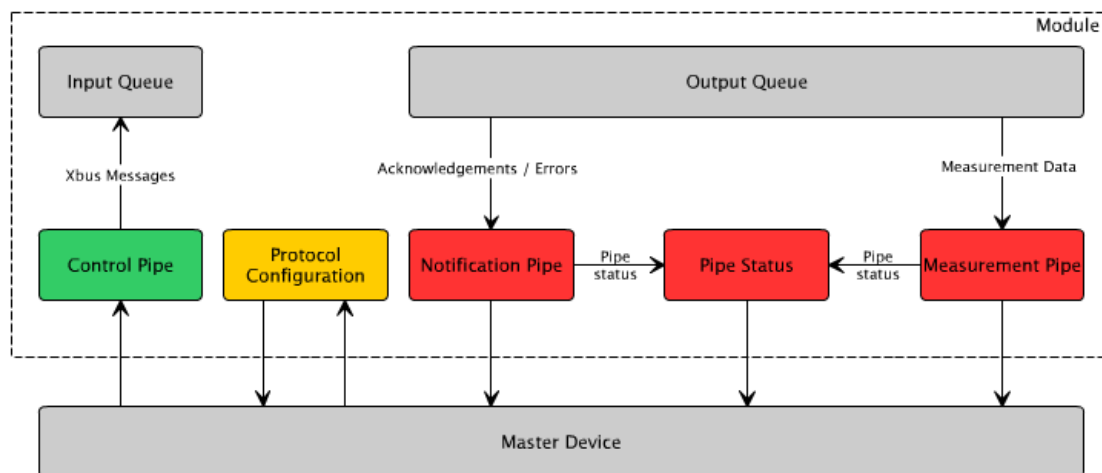 Module
Input Queue
Output Queue
Xbus Messages
Acknowledgements / Errors
Measurement Data
Control Pipe
Protocol
Configuration
Notification Pipe
Pipe
status
Pipe Status
Pipe
status
Measurement Pipe
Master Device